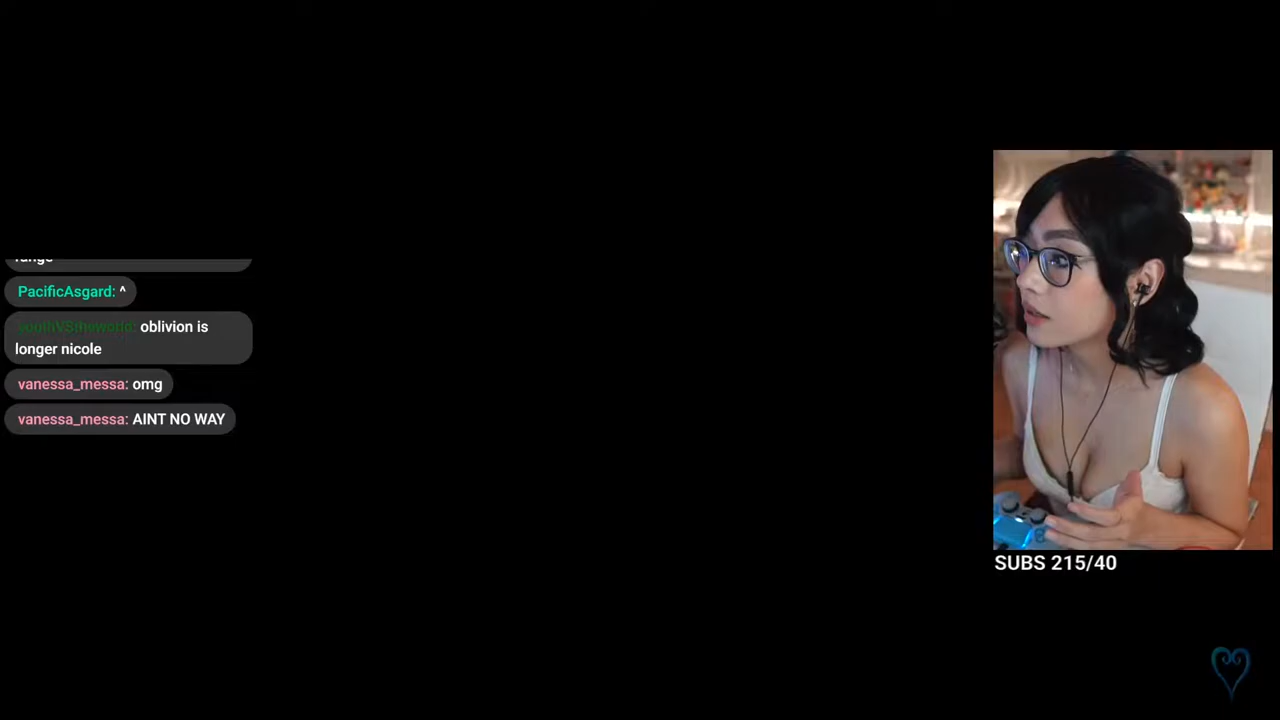 PacificAsgard: ^
oblivion is
longer nicole
vanessa_messa: omg
vanessa_messa: AINT NO WAY
SUBS 215/40